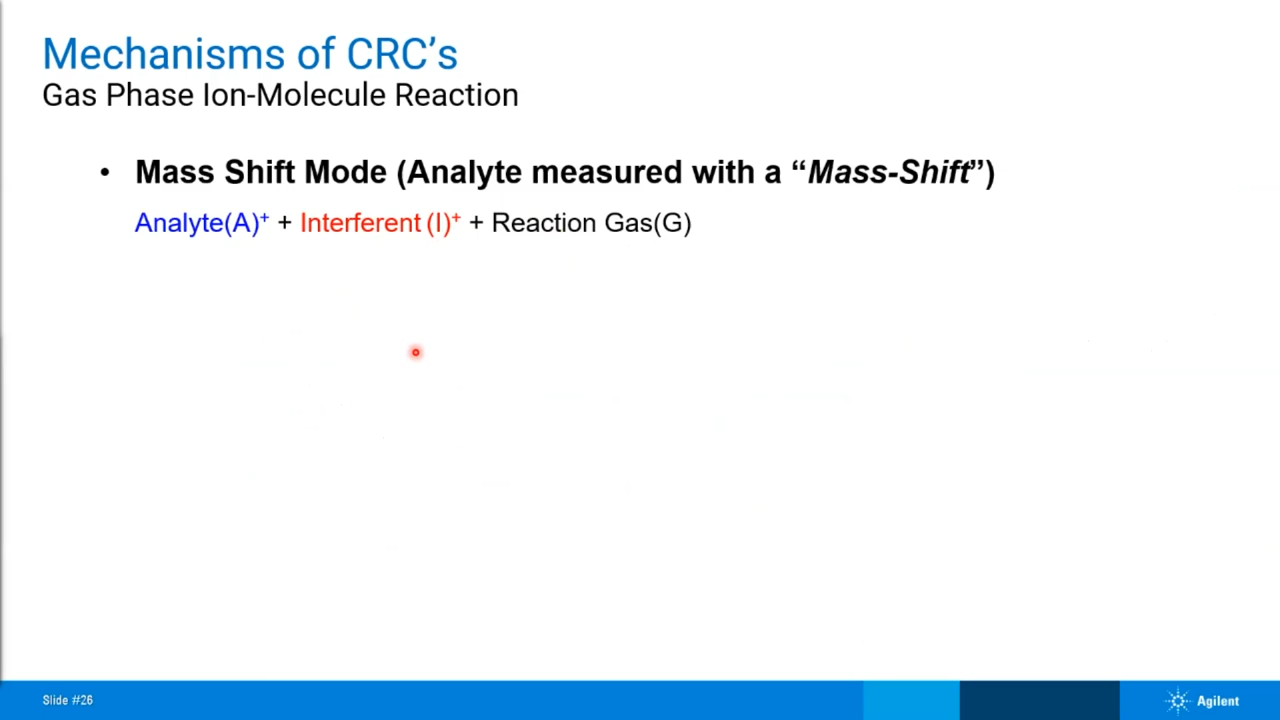 Mechanisms of CRC’s
Gas Phase Ion-Molecule Reaction
• Mass Shift Mode (Analyte measured with a “Mass-Shift”)
Analyte(A)⁺ + Interferent (I)⁺ + Reaction Gas(G)
Slide #26
Agilent